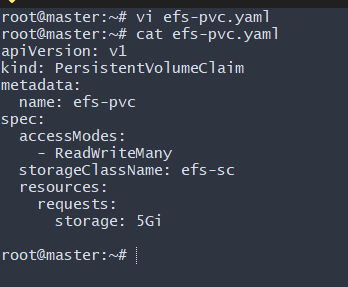 root@master:~# vi efs-pvc.yaml
root@master:~# cat efs-pvc.yaml
apiVersion: v1
kind: PersistentVolumeClaim
metadata:
  name: efs-pvc
spec:
  accessModes:
    - ReadWriteMany
  storageClassName: efs-sc
  resources:
    requests:
      storage: 5Gi

root@master:~#